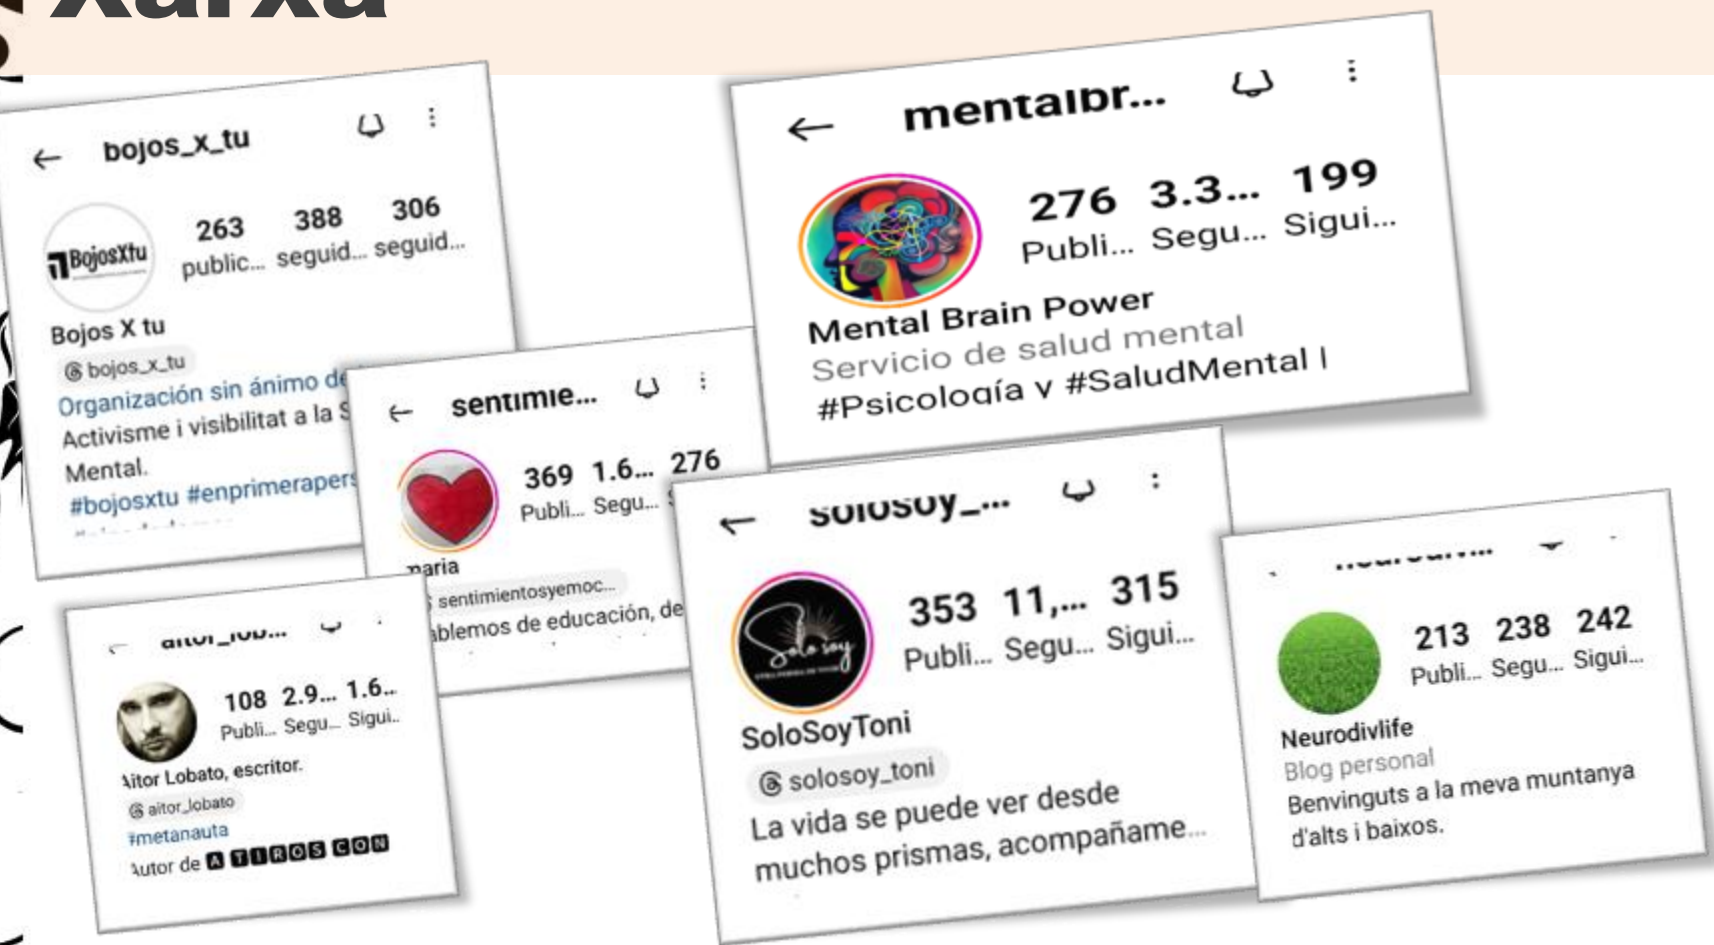 Xarxa
bojos_x_tu
263 388 306
public... seguid... seguid...
BojosXtu
Bojos X tu
bojos_x_tu
Organización sin ánimo de
Activisme i visibilitat a la S
Mental.
#bojosxtu #enprimerapers
mentalbr...
276 3.3... 199
Publi... Segu... Sigui...
Mental Brain Power
Servicio de salud mental
#Psicología y #SaludMental |
sentimie...
369 1.6... 276
Publi... Segu...
maria
sentimientosyemoc...
ablemos de educación, de
aitor_lob...
108 2.9... 1.6...
Publi... Segu... Sigui..
Aitor Lobato, escritor.
aitor_lobato
#metanauta
Autor de A TIROS CON
solosoy_...
353 11,... 315
Publi... Segu... Sigui...
Solo soy
SoloSoyToni
solosoy_toni
La vida se puede ver desde
muchos prismas, acompañame...
213 238 242
Publi... Segu... Sigui...
Neurodivlife
Blog personal
Benvinguts a la meva muntanya
d'alts i baixos.